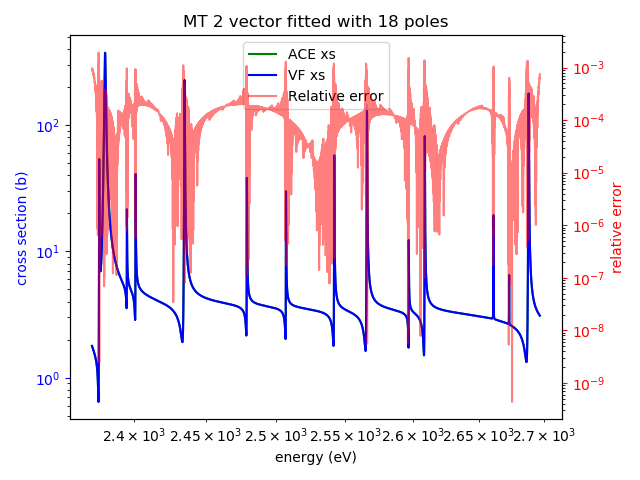 MT 2 vector fitted with 18 poles
ACE xs
VF xs
Relative error
cross section (b)
10²
10¹
10⁰
relative error
10⁻³
10⁻⁴
10⁻⁵
10⁻⁶
10⁻⁷
10⁻⁸
10⁻⁹
2.4 × 10³ 2.45 × 10³ 2.5 × 10³ 2.55 × 10³ 2.6 × 10³ 2.65 × 10³ 2.7 × 10³
energy (eV)